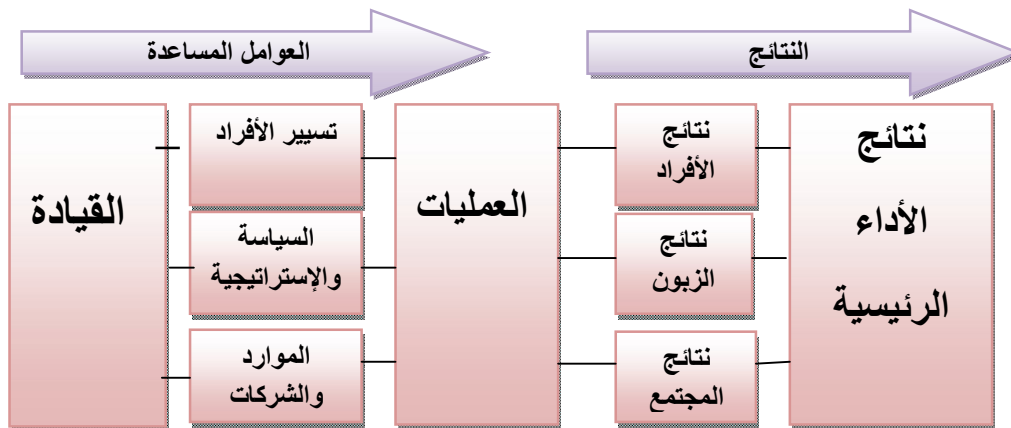 العوامل المساعدة
النتائج
القيادة
تسيير الأفراد
السياسة
والإستراتيجية
الموارد
والشركات
العمليات
نتائج
الأفراد
نتائج
الزبون
نتائج
المجتمع
نتائج
الأداء
الرئيسية